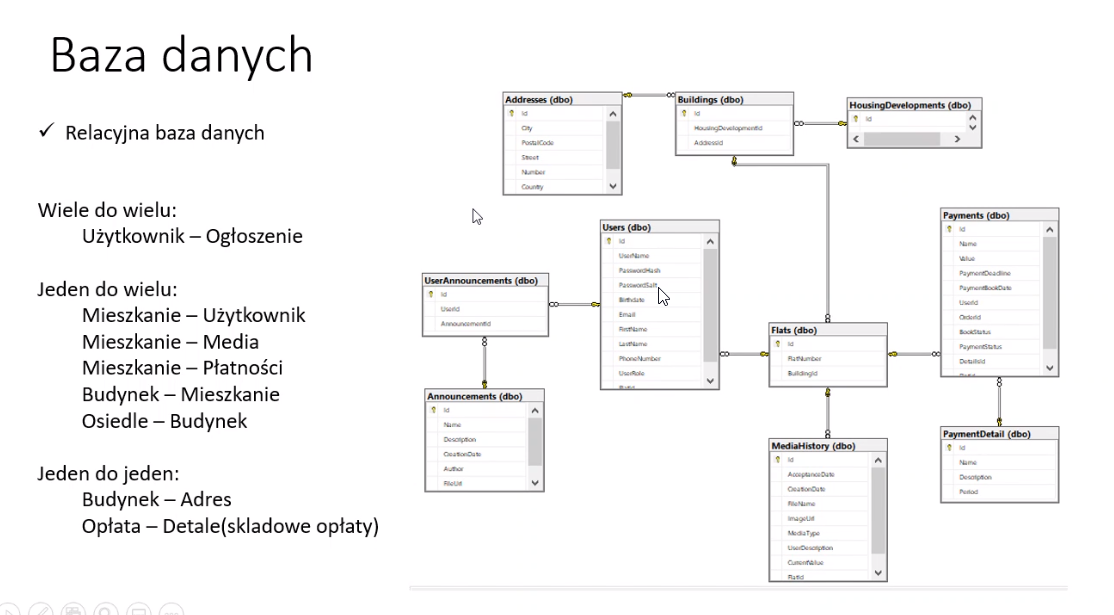 Baza danych
✓ Relacyjna baza danych
Wiele do wielu:
Użytkownik – Ogłoszenie
Jeden do wielu:
Mieszkanie – Użytkownik
Mieszkanie – Media
Mieszkanie – Płatności
Budynek – Mieszkanie
Osiedle – Budynek
Jeden do jeden:
Budynek – Adres
Opłata – Detale(skladowe opłaty)
Addresses (dbo)
Id
City
PostalCode
Street
Number
Country
Buildings (dbo)
Id
HousingDevelopmentId
AddressId
HousingDevelopments (dbo)
Id
Users (dbo)
Id
UserName
PasswordHash
PasswordSalt
Birthdate
Email
FirstName
LastName
PhoneNumber
UserRole
UserAnnouncements (dbo)
Id
UserId
AnnouncementId
Announcements (dbo)
Id
Name
Description
CreationDate
Author
FileUrl
Flats (dbo)
Id
FlatNumber
BuildingId
Payments (dbo)
Id
Name
Value
PaymentDeadline
PaymentBookDate
UserId
OrderId
BookStatus
PaymentStatus
DetailsId
MediaHistory (dbo)
Id
AcceptanceDate
CreationDate
FileName
ImageUrl
MediaType
UserDescription
CurrentValue
FlatId
PaymentDetail (dbo)
Id
Name
Description
Period